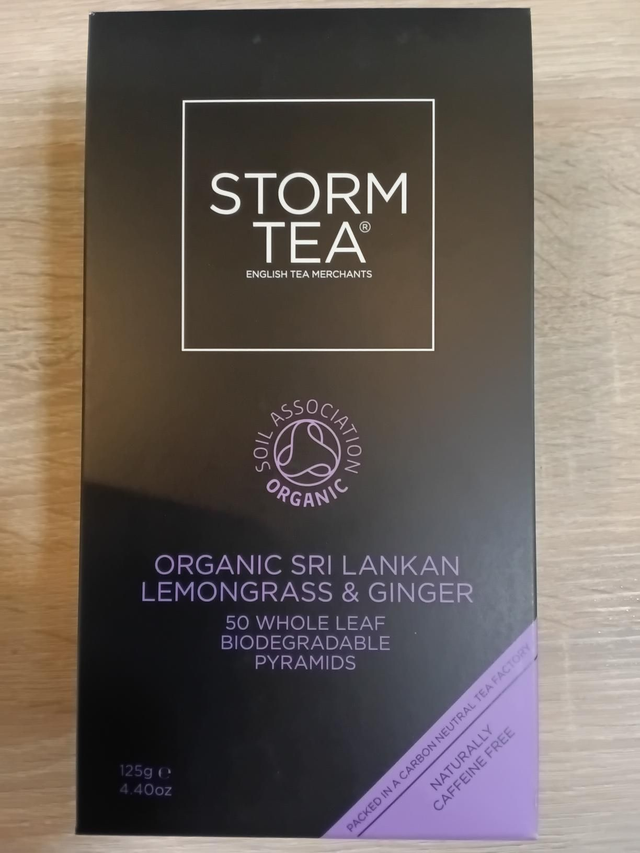 STORM
TEA®
ENGLISH TEA MERCHANTS
SOIL ASSOCIATION
ORGANIC
ORGANIC SRI LANKAN
LEMONGRASS & GINGER
50 WHOLE LEAF
BIODEGRADABLE
PYRAMIDS
PACKED IN A CARBON NEUTRAL TEA FACTORY
NATURALLY
CAFFEINE FREE
125g ℮
4.40oz